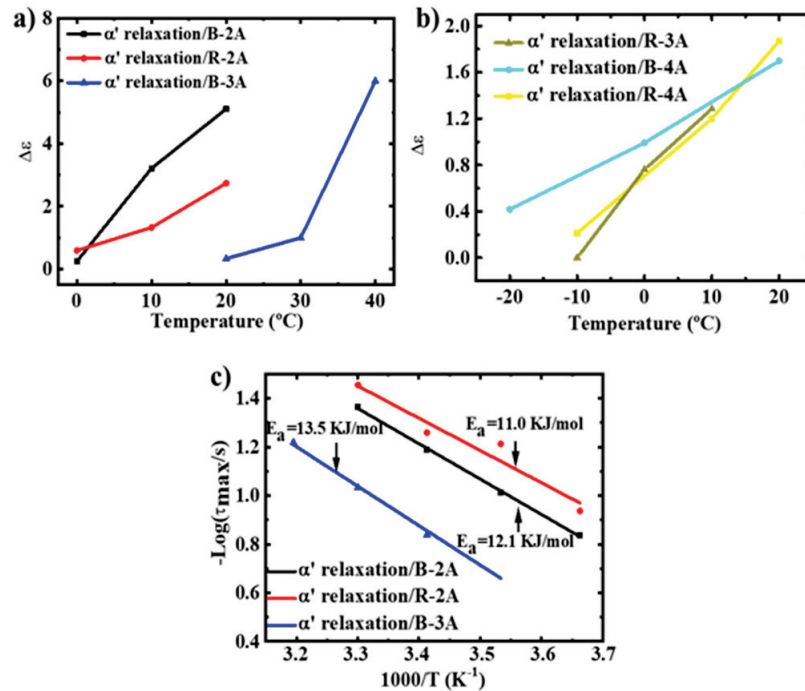 a)
8
6
4
2
0
Δε
α' relaxation/B-2A
α' relaxation/R-2A
α' relaxation/B-3A
0 10 20 30 40
Temperature (ºC)
b)
2.0
1.6
1.2
0.8
0.4
0.0
Δε
α' relaxation/R-3A
α' relaxation/B-4A
α' relaxation/R-4A
-20 -10 0 10 20
Temperature (ºC)
c)
1.4
1.2
1.0
0.8
0.6
0.4
-Log(τmax/s)
Ea=13.5 KJ/mol
Ea=11.0 KJ/mol
Ea=12.1 KJ/mol
α' relaxation/B-2A
α' relaxation/R-2A
α' relaxation/B-3A
3.2 3.3 3.4 3.5 3.6 3.7
1000/T (K-1)